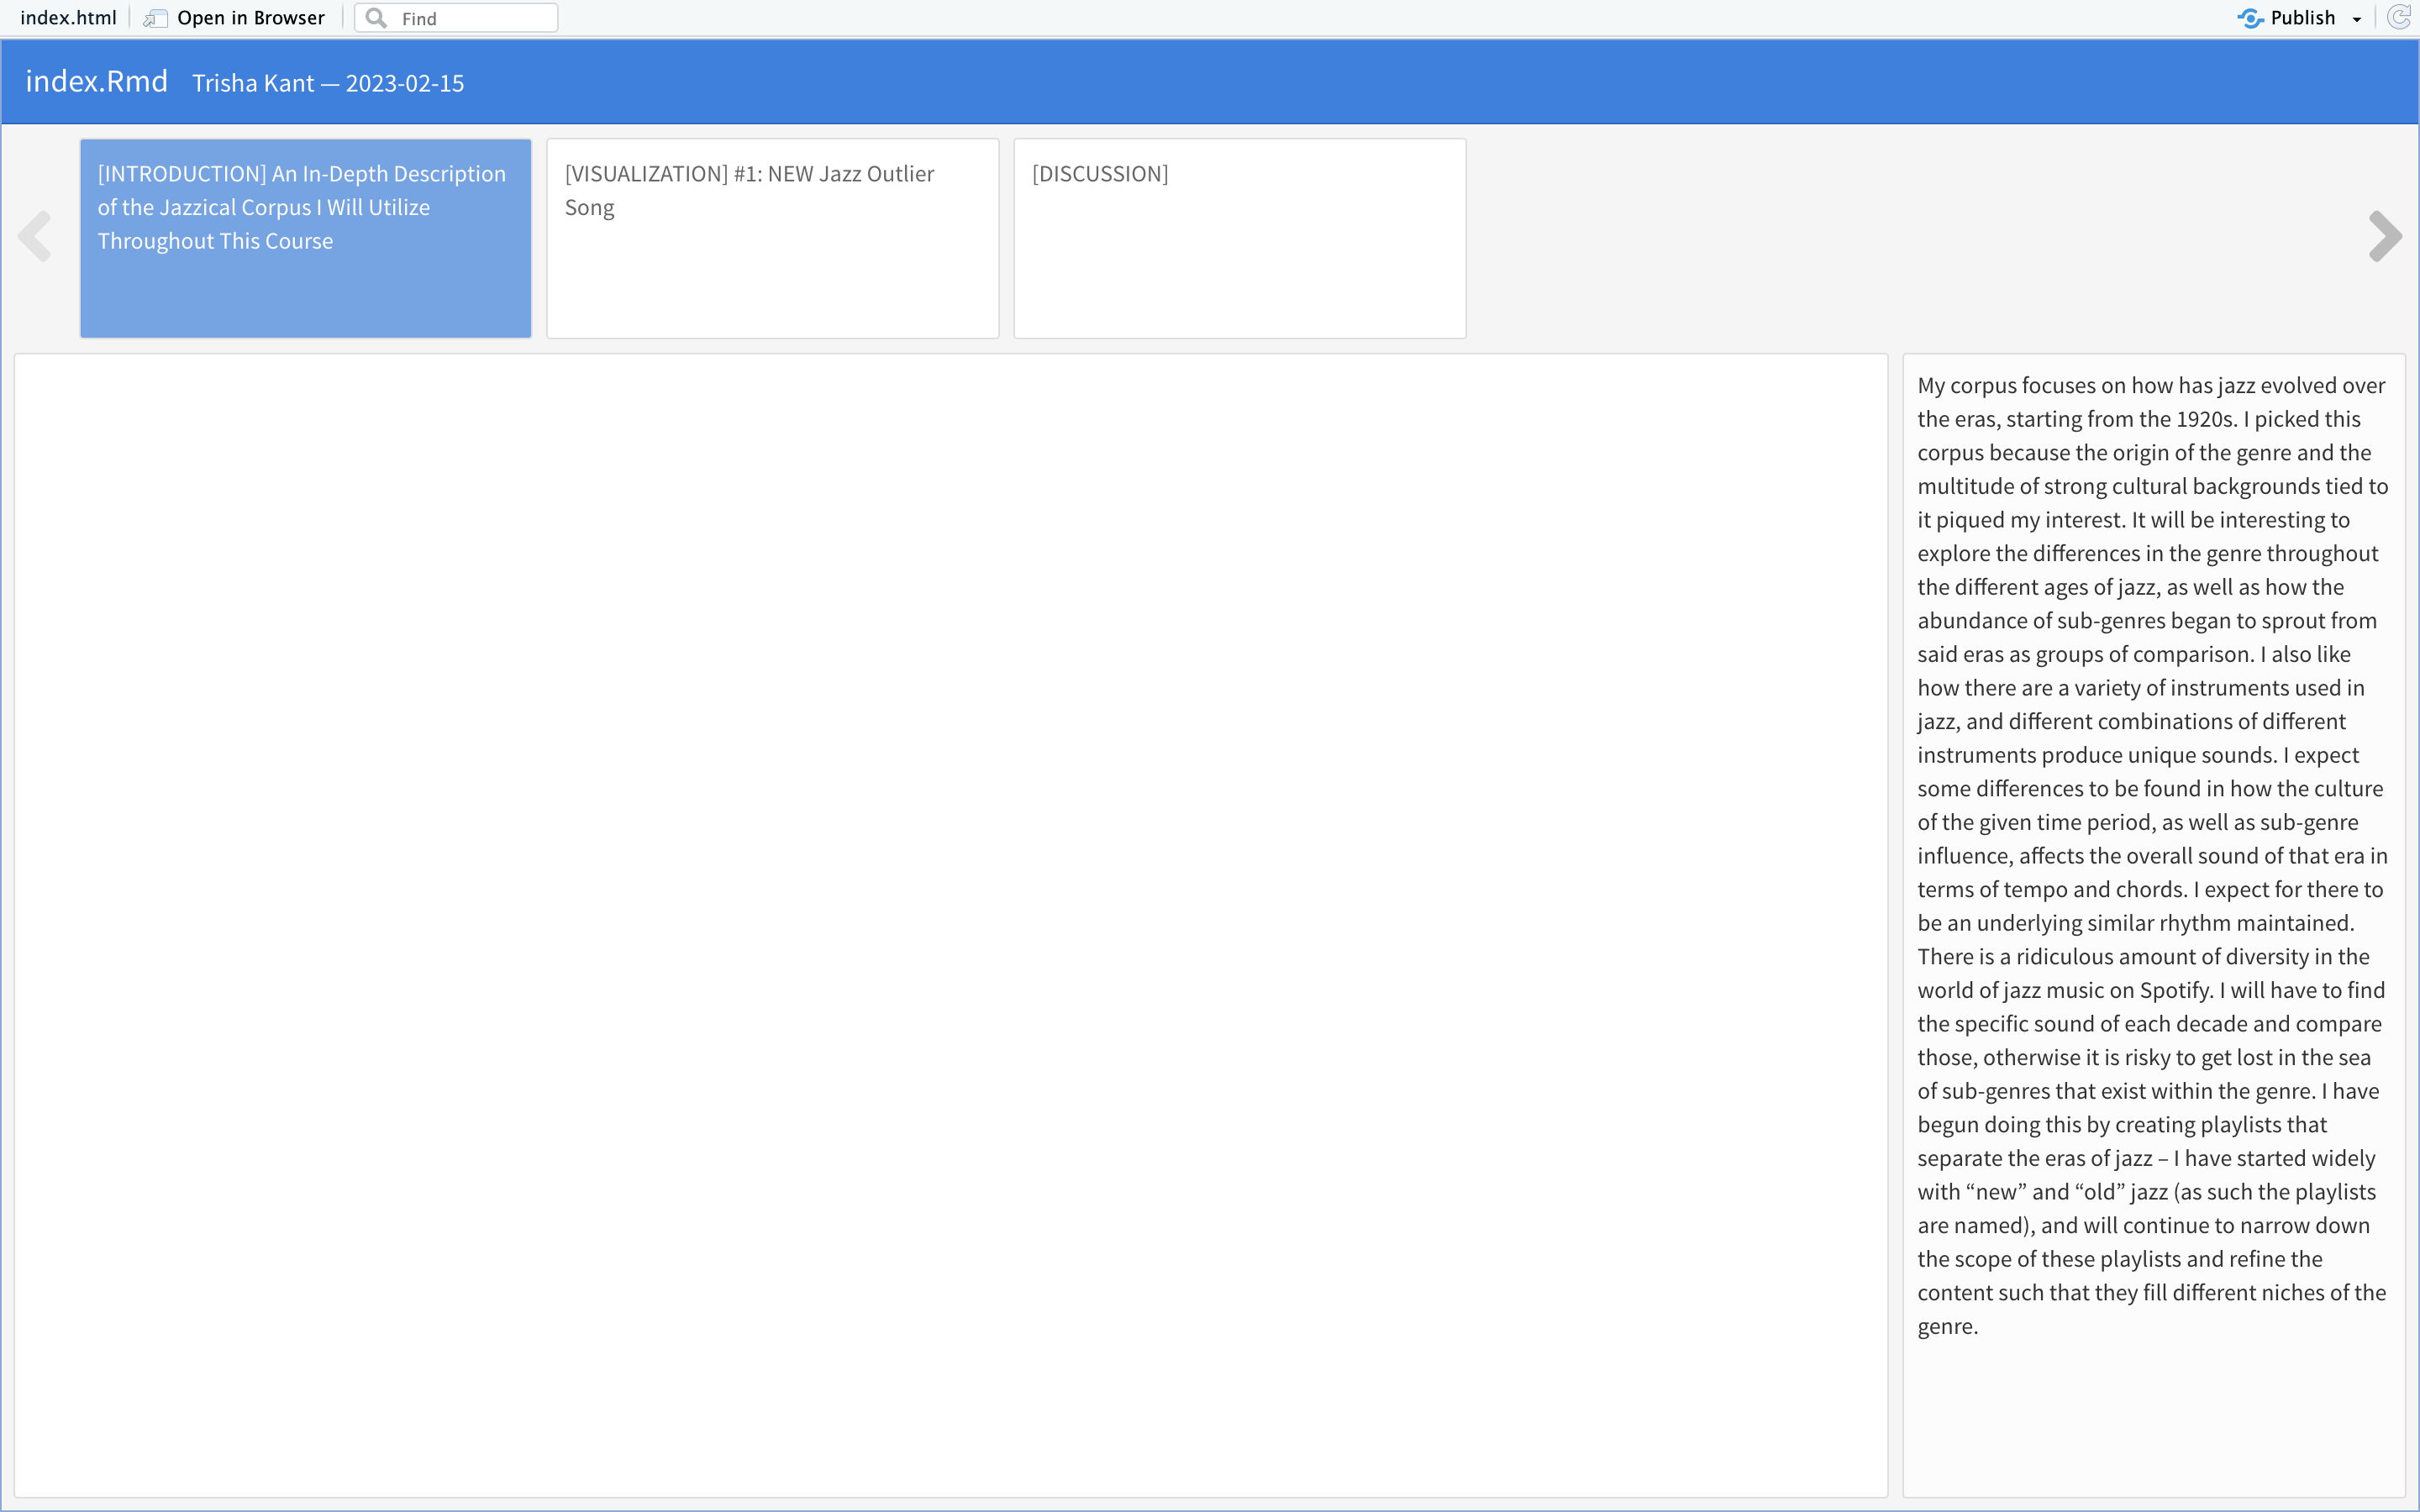 index.html Open in Browser Find Publish
index.Rmd Trisha Kant — 2023-02-15
[INTRODUCTION] An In-Depth Description
of the Jazzical Corpus I Will Utilize
Throughout This Course
[VISUALIZATION] #1: NEW Jazz Outlier
Song
[DISCUSSION]
My corpus focuses on how has jazz evolved over
the eras, starting from the 1920s. I picked this
corpus because the origin of the genre and the
multitude of strong cultural backgrounds tied to
it piqued my interest. It will be interesting to
explore the differences in the genre throughout
the different ages of jazz, as well as how the
abundance of sub-genres began to sprout from
said eras as groups of comparison. I also like
how there are a variety of instruments used in
jazz, and different combinations of different
instruments produce unique sounds. I expect
some differences to be found in how the culture
of the given time period, as well as sub-genre
influence, affects the overall sound of that era in
terms of tempo and chords. I expect for there to
be an underlying similar rhythm maintained.
There is a ridiculous amount of diversity in the
world of jazz music on Spotify. I will have to find
the specific sound of each decade and compare
those, otherwise it is risky to get lost in the sea
of sub-genres that exist within the genre. I have
begun doing this by creating playlists that
separate the eras of jazz – I have started widely
with “new” and “old” jazz (as such the playlists
are named), and will continue to narrow down
the scope of these playlists and refine the
content such that they fill different niches of the
genre.